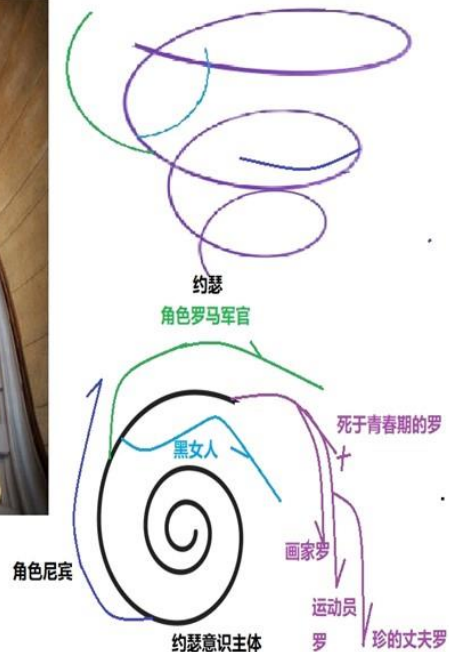 约瑟
角色罗马军官
死于青春期的罗
黑女人
画家罗
角色尼宾
运动员
罗
珍的丈夫罗
约瑟意识主体